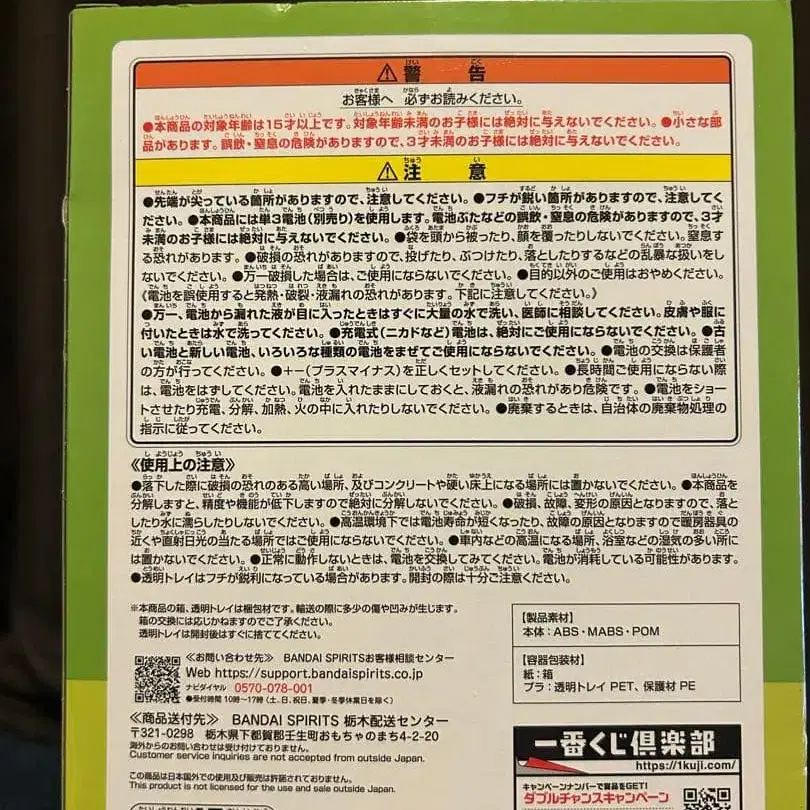 ⚠警告
お客様へ 必ずお読みください。
●本商品の対象年齢は15才以上です。対象年齢未満のお子様には絶対に与えないでください。●小さな部
品があります。誤飲・窒息の危険がありますので、3才未満のお子様には絶対に与えないでください。
⚠注意
●先端が尖っている箇所がありますので、注意してください。●フチが鋭い箇所がありますので、注意してく
ださい。●本商品には単3電池(別売り)を使用します。電池ぶたなどの誤飲・窒息の危険がありますので、3才
未満のお子様には絶対に与えないでください。●袋を頭から被ったり、顔を覆ったりしないでください。窒息す
る恐れがあります。●破損の恐れがありますので、投げたり、ぶつけたり、落としたりするなどの乱暴な扱いをし
ないでください。●万一破損した場合は、ご使用にならないでください。●目的以外のご使用はおやめください。
《電池を誤使用すると発熱・破裂・液漏れの恐れがあります。下記に注意してください。》
●万一、電池から漏れた液が目に入ったときはすぐに大量の水で洗い、医師に相談してください。皮膚や服に
付いたときは水で洗ってください。●充電式(ニカドなど)電池は、絶対にご使用にならないでください。●古
い電池と新しい電池、いろいろな種類の電池をまぜてご使用にならないでください。●電池の交換は保護者
の方が行ってください。●+-(プラスマイナス)を正しくセットしてください。●長時間ご使用にならない際
は、電池をはずしてください。電池を入れたままにしておくと、液漏れの恐れがあり危険です。●電池をショー
トさせたり充電、分解、加熱、火の中に入れたりしないでください。●廃棄するときは、自治体の廃棄物処理の
指示に従ってください。
《使用上の注意》
●落下した際に破損の恐れのある高い場所、及びコンクリートや硬い床上になる場所には置かないでください。●本商品を
分解しますと、精度や機能が低下しますので絶対に分解しないでください。●破損、故障、変形の原因となりますので、落と
したり水に濡らしたりしないでください。●高温環境下では電池寿命が短くなったり、故障の原因となりますので暖房器具の
近くや直射日光の当たる場所ではご使用にならないでください。●車内などの高温になる場所、浴室などの湿気の多い所に
は置かないでください。●正常に動作しないときは、電池を交換してみてください。電池が消耗している可能性があります。
●透明トレイはフチが鋭利になっている場合があります。開封の際は十分ご注意ください。
※本商品の箱、透明トレイは梱包材です。輸送の際に多少の傷や凹みが生じます。
箱の交換には応じかねますのでご了承ください。
透明トレイは開封後はすぐに捨ててください。
【製品素材】
本体:ABS・MABS・POM
【容器包装材】
紙:箱
プラ:透明トレイ PET、保護材 PE
≪お問い合わせ先≫ BANDAI SPIRITSお客様相談センター
Web https://support.bandaispirits.co.jp
ナビダイヤル 0570-078-001
●受付時間 10時〜17時(土、日、祝日、夏季・冬季休業日を除く)
≪商品送付先≫ BANDAI SPIRITS 栃木配送センター
〒321-0298 栃木県下都賀郡壬生町おもちゃのまち4-2-20
海外からのお問い合わせは受け付けておりません。
Customer service inquiries are not accepted from outside Japan.
この商品は日本国外での使用及び販売は許諾しておりません。
This product is not licensed for the use and sale outside Japan.
一番くじ倶楽部
https://1kuji.com/
キャンペーンナンバーで賞品をGET!
ダブルチャンスキャンペーン